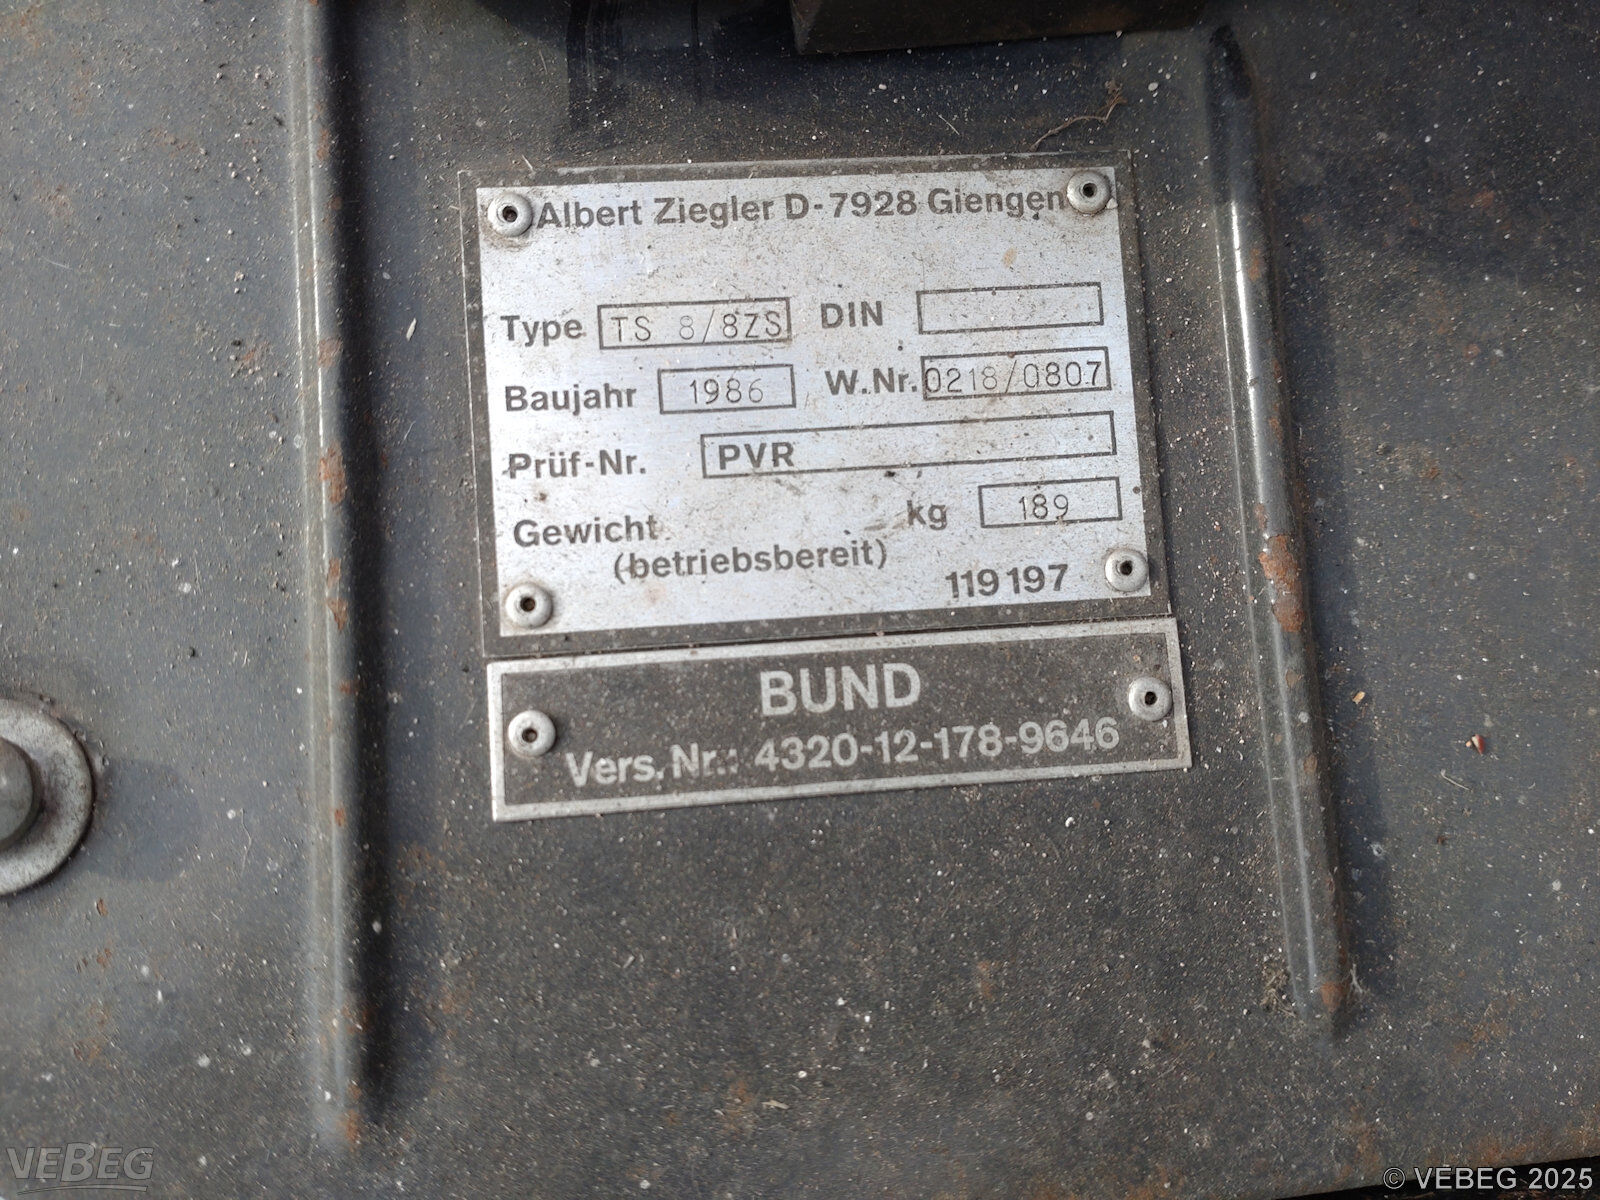 Albert Ziegler D-7928 Giengen
Type TS 8/8ZS DIN
Baujahr 1986 W.Nr. 0218/0807
Prüf-Nr. PVR
Gewicht kg 189
(betriebsbereit)
119197
BUND
Vers.Nr.: 4320-12-178-9646
VEBEG
© VEBEG 2025